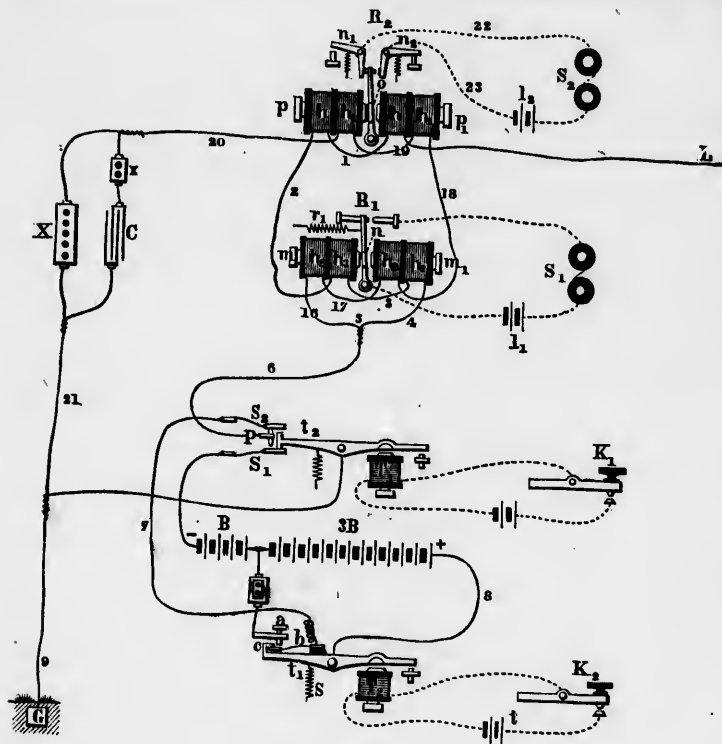 R₂
n₁
n₂
22
S₂
o
23
l₂
p
p₁
L
20
1
19
2
18
R₁
r₁
n
X
C
S₁
m₁
16
17
3
5
4
l₁
6
21
S₂
t₂
P
S₁
K₁
7
B
3B
−
+
8
a
c
b
t₁
S
K₂
t
9
G